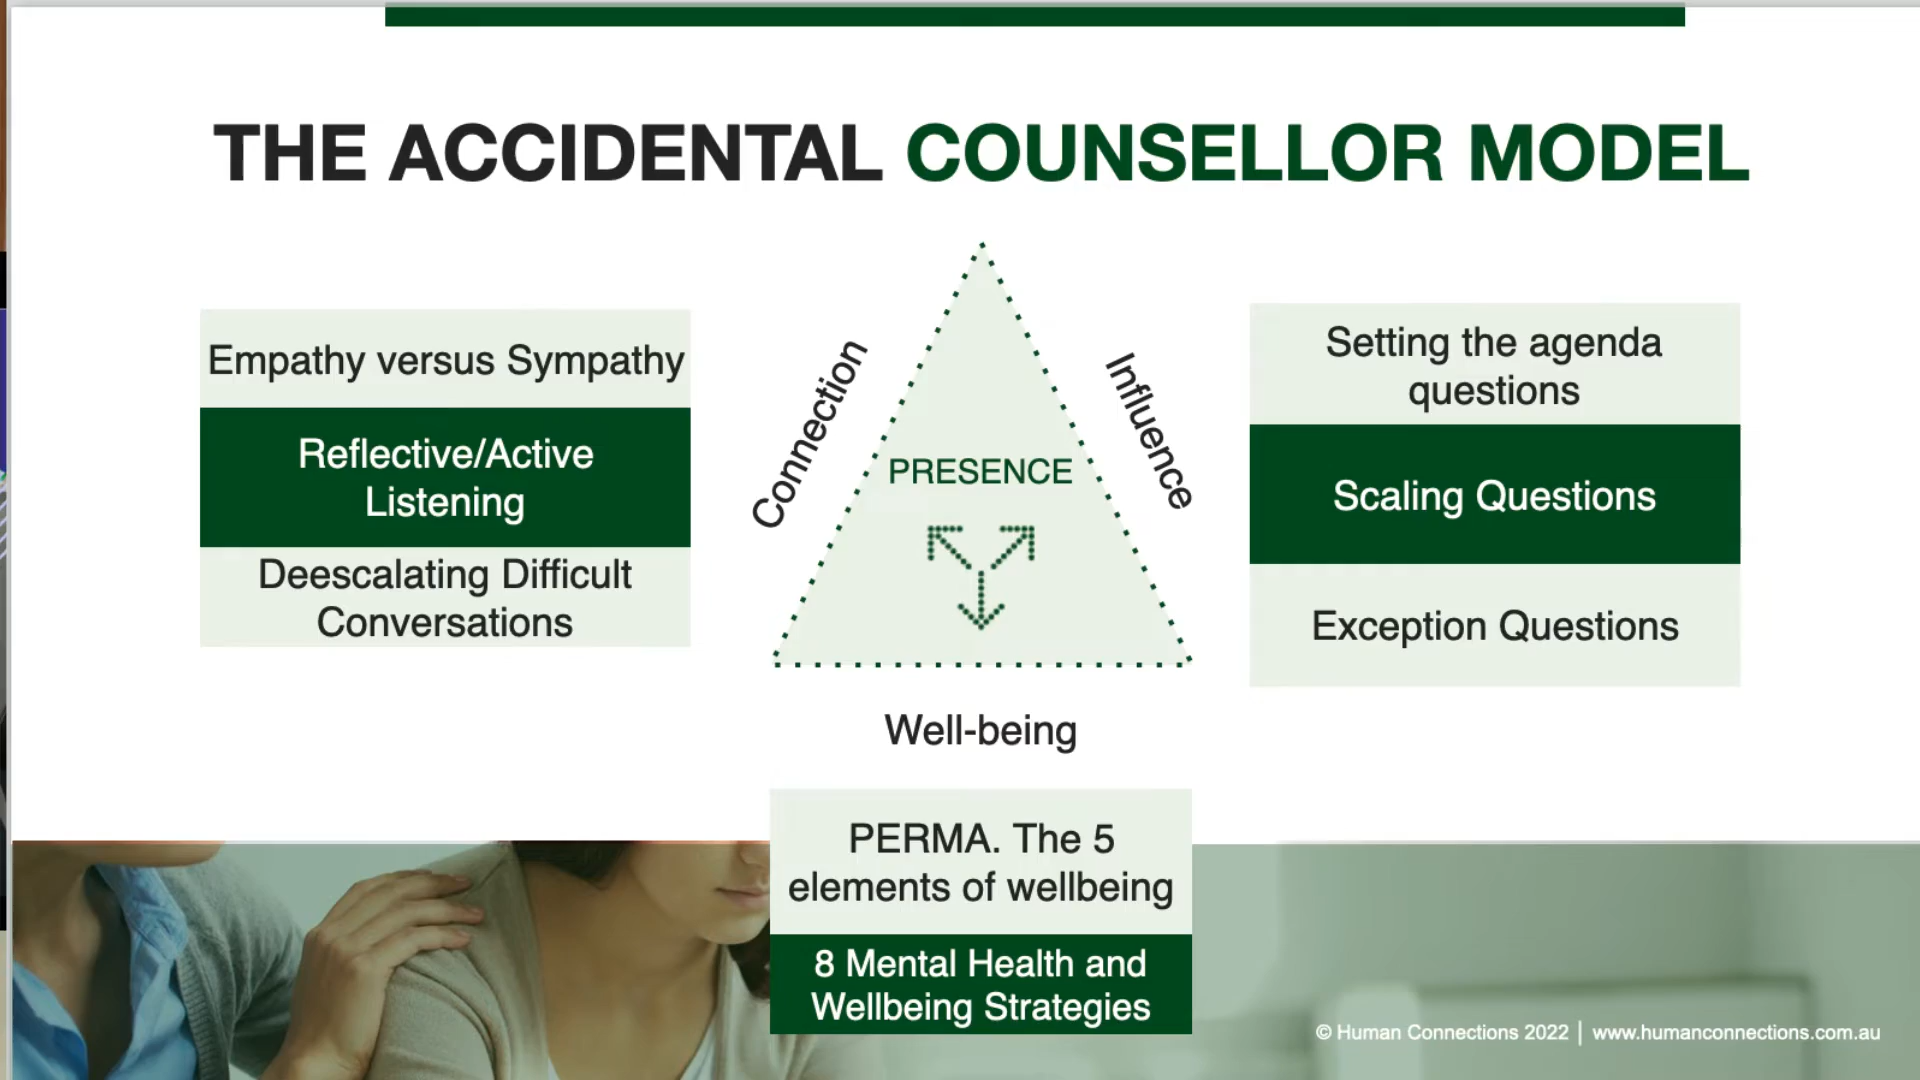 THE ACCIDENTAL COUNSELLOR MODEL
Empathy versus Sympathy
Reflective/Active
Listening
Deescalating Difficult
Conversations
Connection
PRESENCE
Influence
Well-being
Setting the agenda
questions
Scaling Questions
Exception Questions
PERMA. The 5
elements of wellbeing
8 Mental Health and
Wellbeing Strategies
© Human Connections 2022 | www.humanconnections.com.au